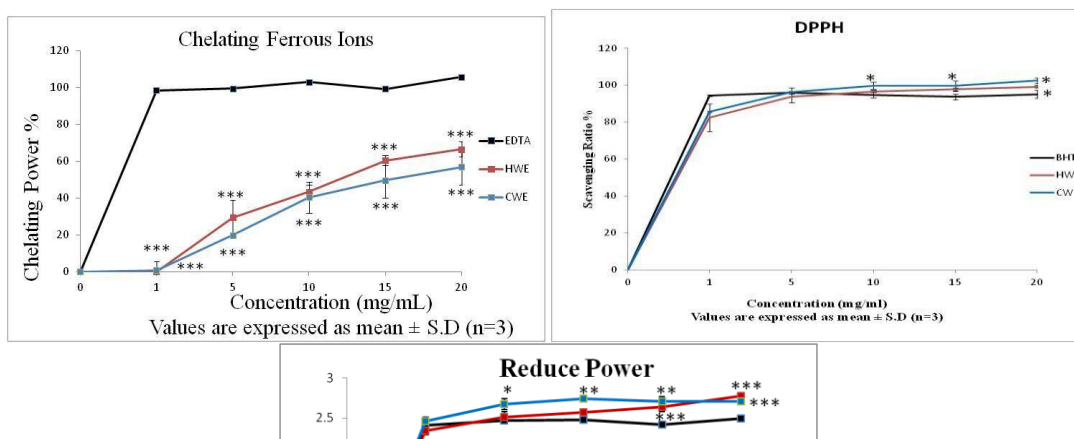 Chelating Ferrous Ions
120
100
80
60
40
20
0
Chelating Power %
***
***
***
***
***
***
***
***
***
***
EDTA
HWE
CWE
0 1 5 10 15 20
Concentration (mg/mL)
Values are expressed as mean ± S.D (n=3)
DPPH
120
100
80
60
40
20
0
Scavenging Ratio %
* * *
*
BHT
HW
CW
0 1 5 10 15 20
Concentration (mg/ml)
Values are expressed as mean ± S.D (n=3)
Reduce Power
3
2.5
* ** ** ***
*** ***